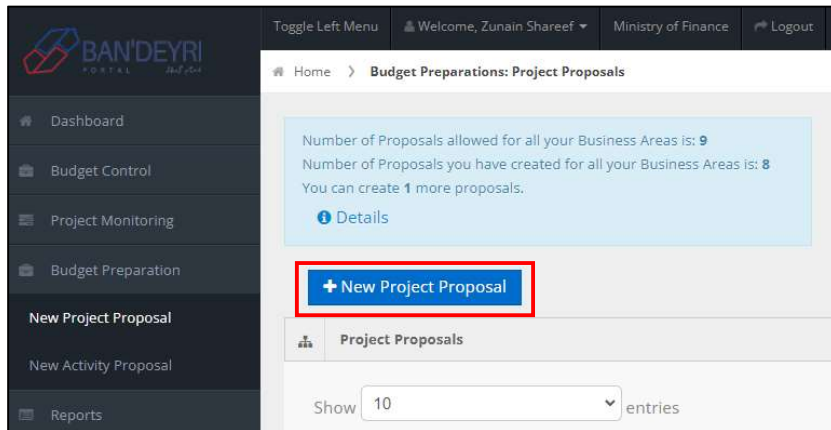 Toggle Left Menu Welcome, Zunain Shareef Ministry of Finance Logout
BAN'DEYRI
PORTAL
Home > Budget Preparations: Project Proposals
Dashboard
Budget Control
Project Monitoring
Budget Preparation
New Project Proposal
New Activity Proposal
Reports
Number of Proposals allowed for all your Business Areas is: 9
Number of Proposals you have created for all your Business Areas is: 8
You can create 1 more proposals.
Details
+ New Project Proposal
Project Proposals
Show 10 entries